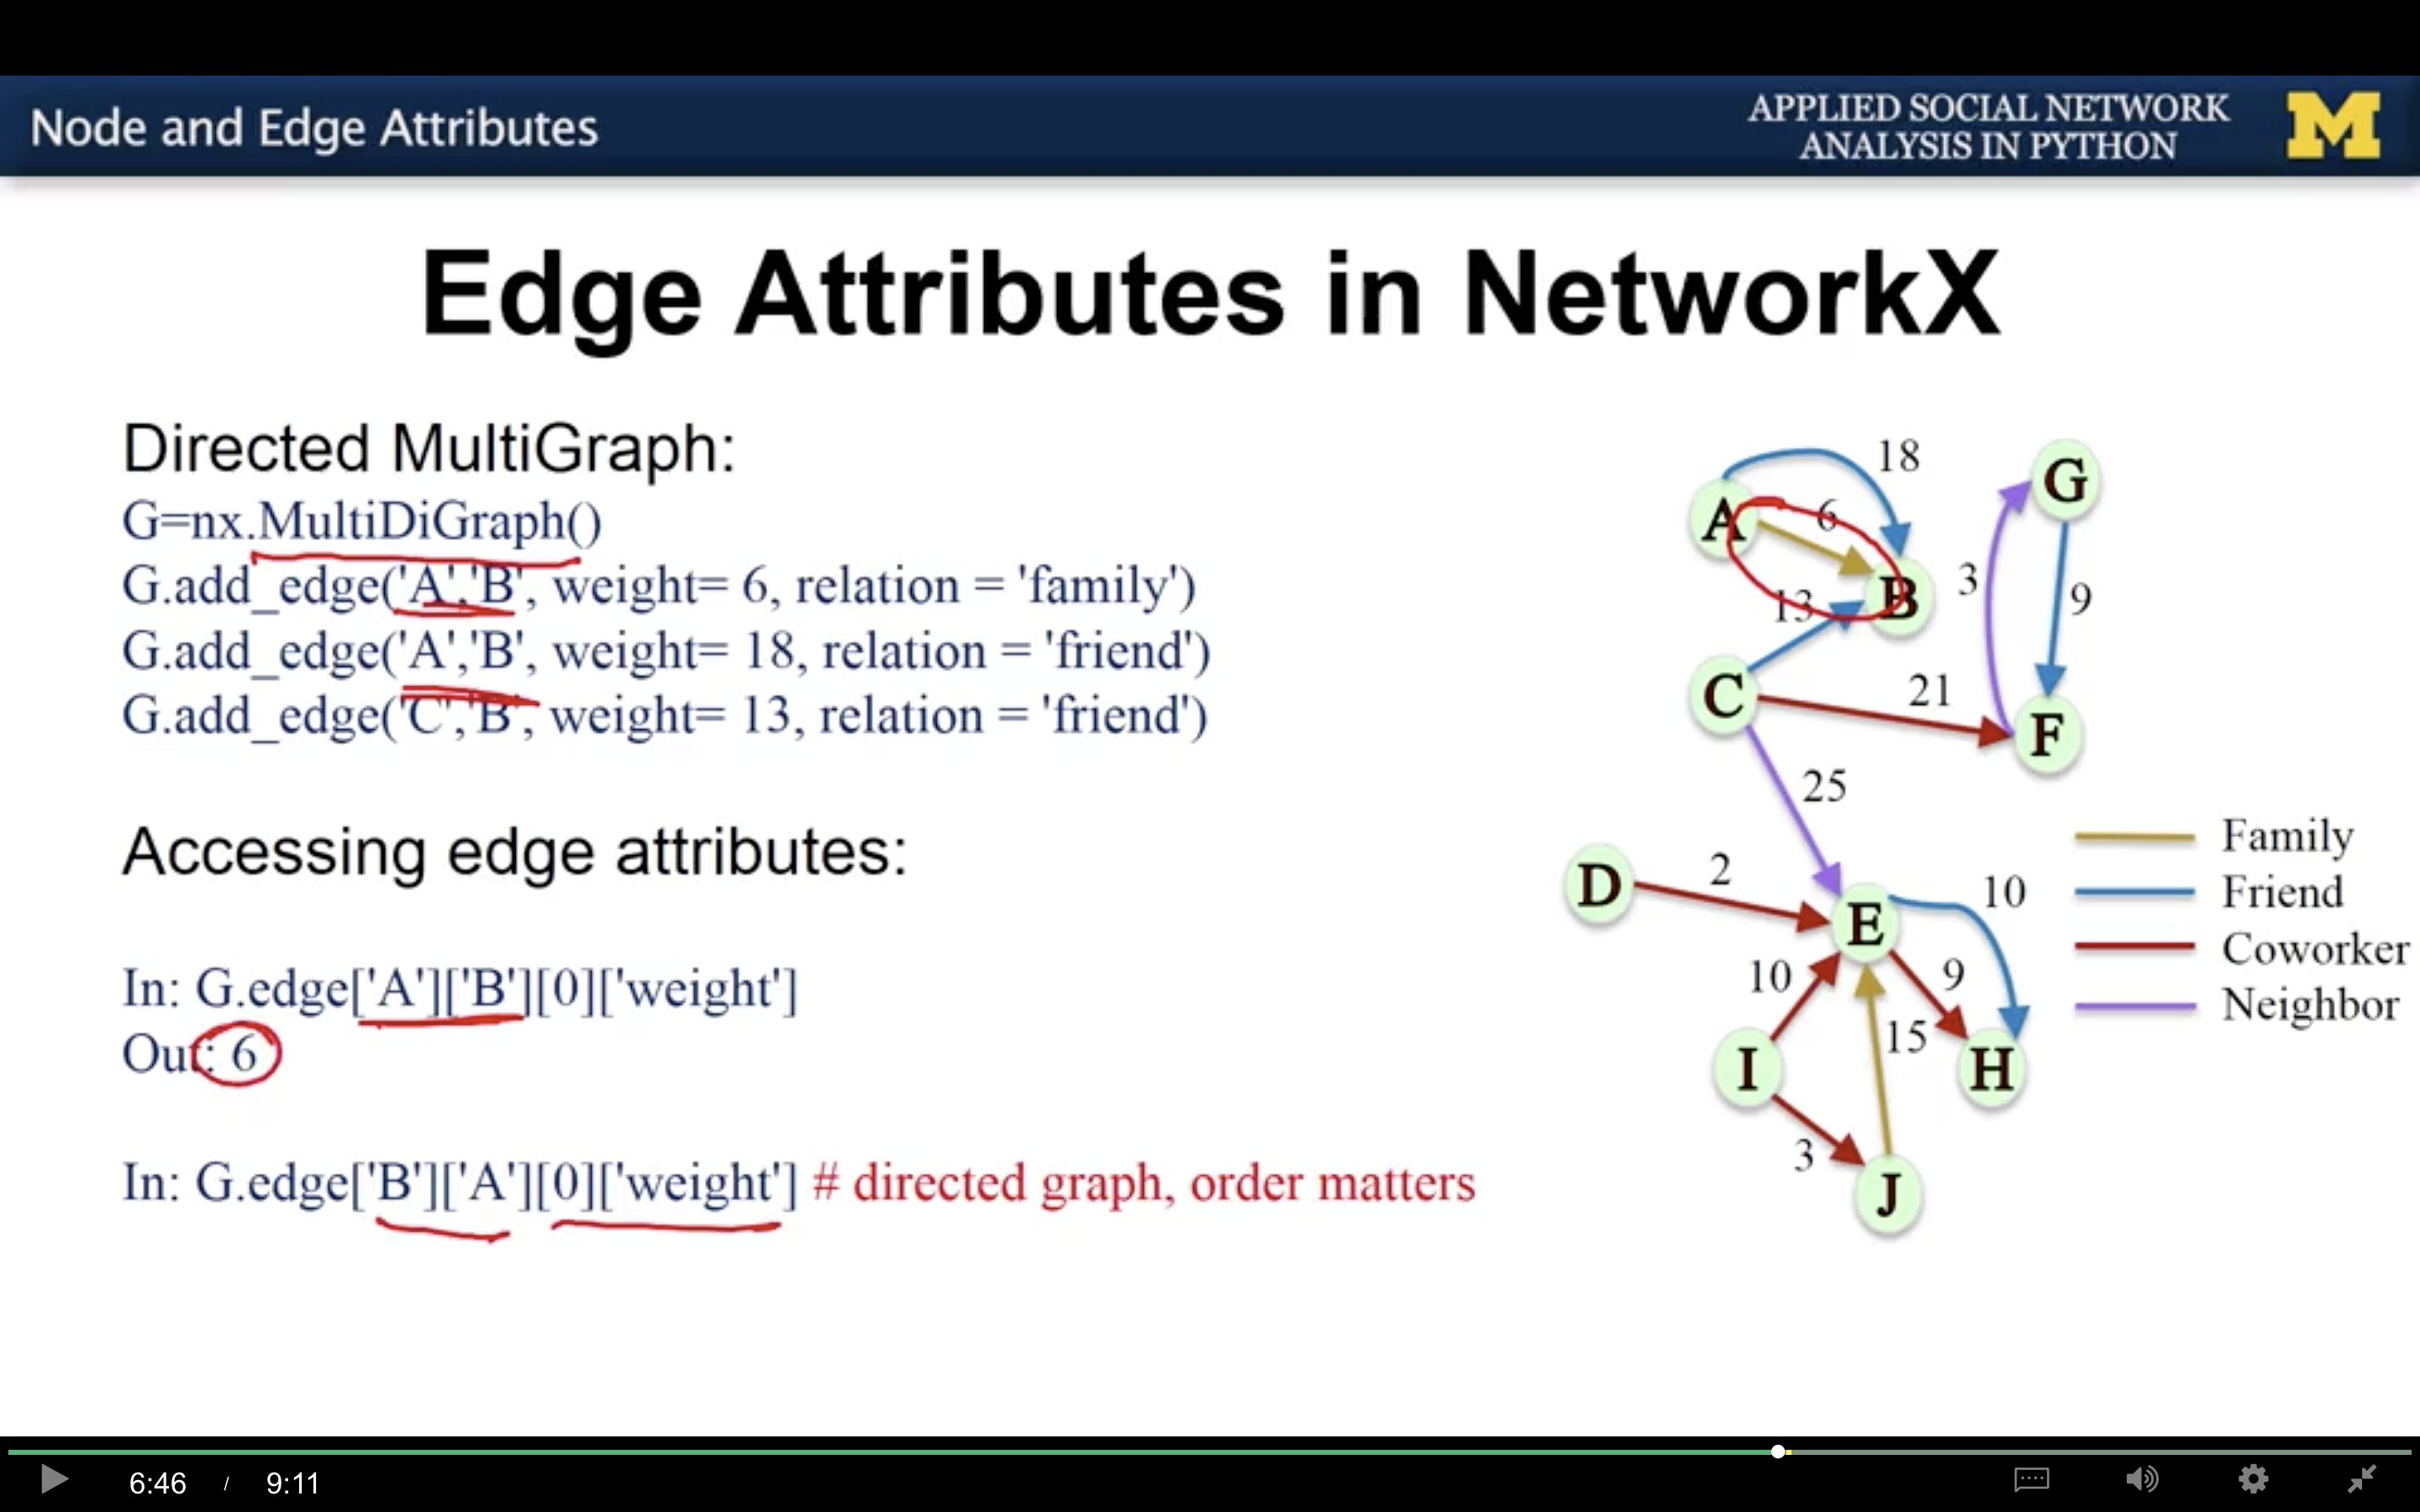 Node and Edge Attributes
APPLIED SOCIAL NETWORK
ANALYSIS IN PYTHON
M
Edge Attributes in NetworkX
Directed MultiGraph:
G=nx.MultiDiGraph()
G.add_edge('A','B', weight= 6, relation = 'family')
G.add_edge('A','B', weight= 18, relation = 'friend')
G.add_edge('C','B', weight= 13, relation = 'friend')
Accessing edge attributes:
In: G.edge['A']['B'][0]['weight']
Out: 6
In: G.edge['B']['A'][0]['weight'] # directed graph, order matters
18
G
A
6
3
9
13
B
C
21
F
25
D
2
E
10
10
9
15
I
H
3
J
Family
Friend
Coworker
Neighbor
6:46 / 9:11